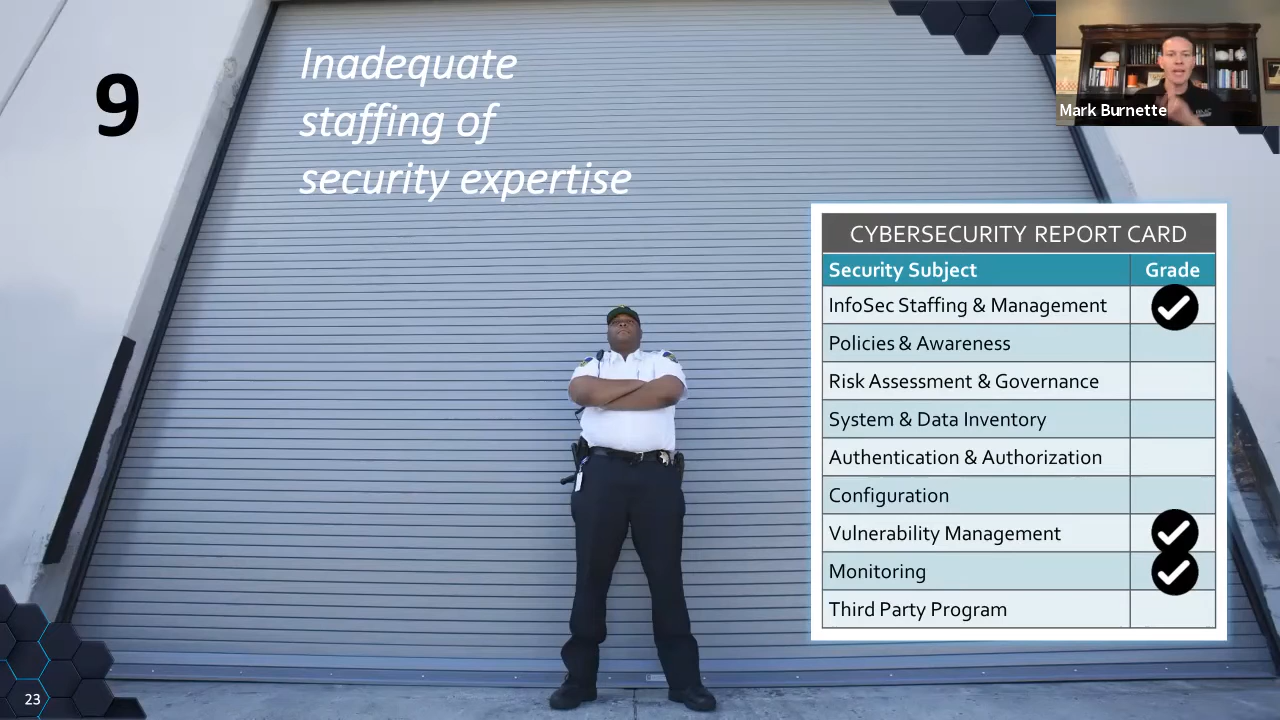 9
Inadequate
staffing of
security expertise
Mark Burnette
CYBERSECURITY REPORT CARD
Security Subject Grade
InfoSec Staffing & Management
Policies & Awareness
Risk Assessment & Governance
System & Data Inventory
Authentication & Authorization
Configuration
Vulnerability Management
Monitoring
Third Party Program
23